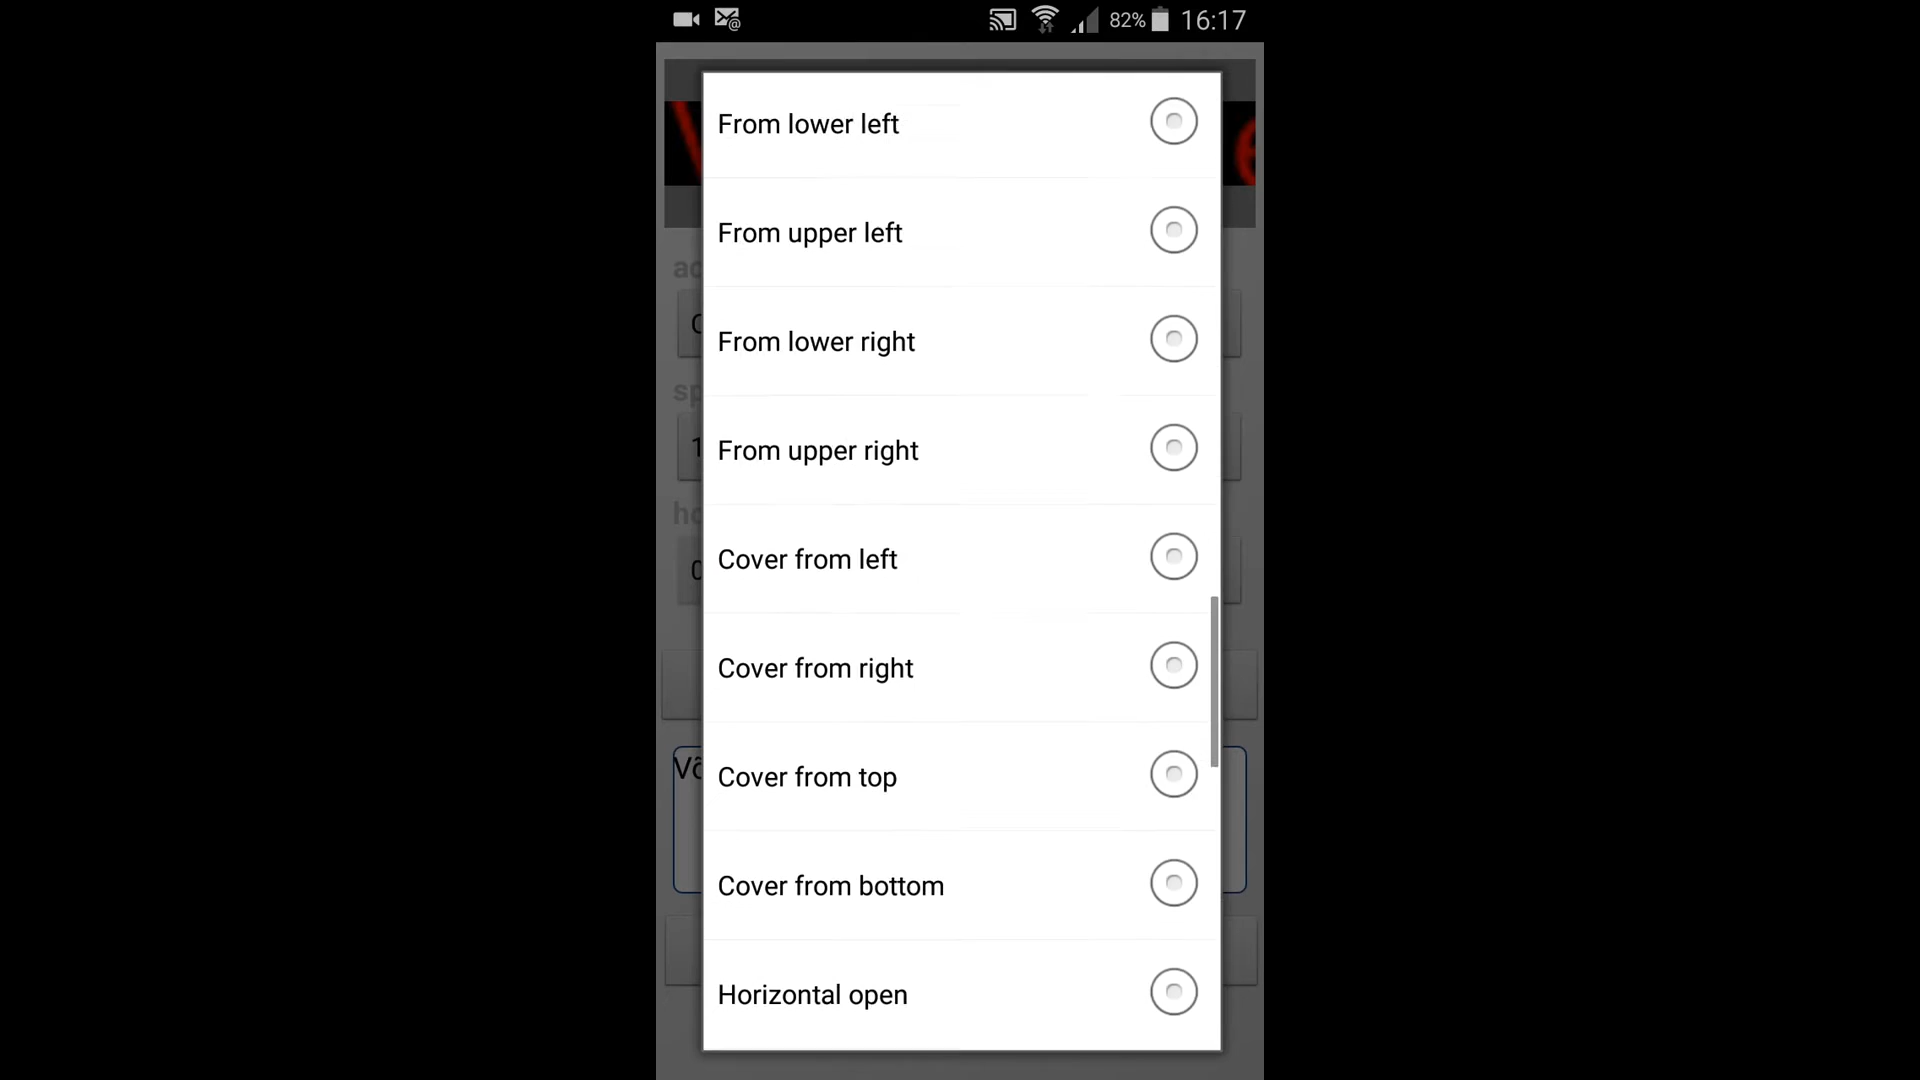 82% 16:17
From lower left
From upper left
From lower right
From upper right
Cover from left
Cover from right
Cover from top
Cover from bottom
Horizontal open